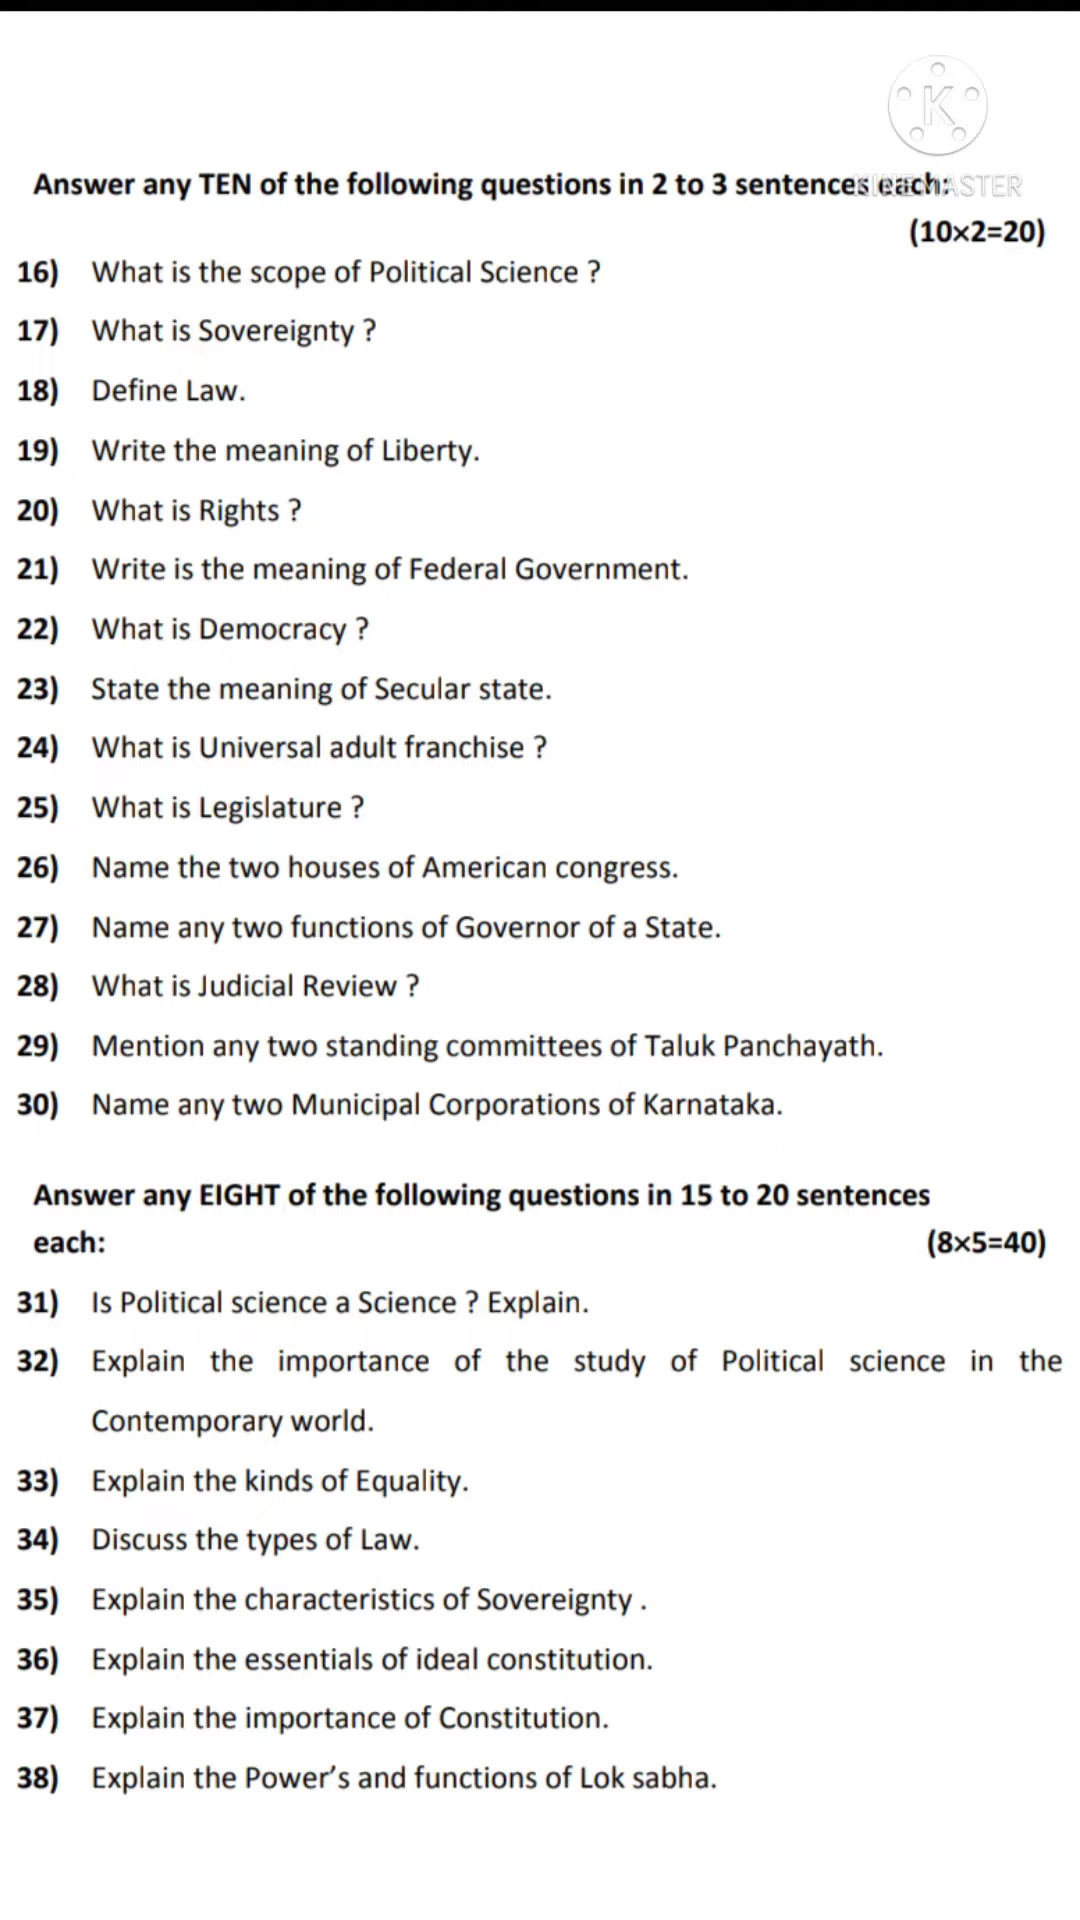 K
KINEMASTER
Answer any TEN of the following questions in 2 to 3 sentences each:
(10×2=20)
16) What is the scope of Political Science ?
17) What is Sovereignty ?
18) Define Law.
19) Write the meaning of Liberty.
20) What is Rights ?
21) Write is the meaning of Federal Government.
22) What is Democracy ?
23) State the meaning of Secular state.
24) What is Universal adult franchise ?
25) What is Legislature ?
26) Name the two houses of American congress.
27) Name any two functions of Governor of a State.
28) What is Judicial Review ?
29) Mention any two standing committees of Taluk Panchayath.
30) Name any two Municipal Corporations of Karnataka.
Answer any EIGHT of the following questions in 15 to 20 sentences
each: (8×5=40)
31) Is Political science a Science ? Explain.
32) Explain the importance of the study of Political science in the
Contemporary world.
33) Explain the kinds of Equality.
34) Discuss the types of Law.
35) Explain the characteristics of Sovereignty .
36) Explain the essentials of ideal constitution.
37) Explain the importance of Constitution.
38) Explain the Power’s and functions of Lok sabha.